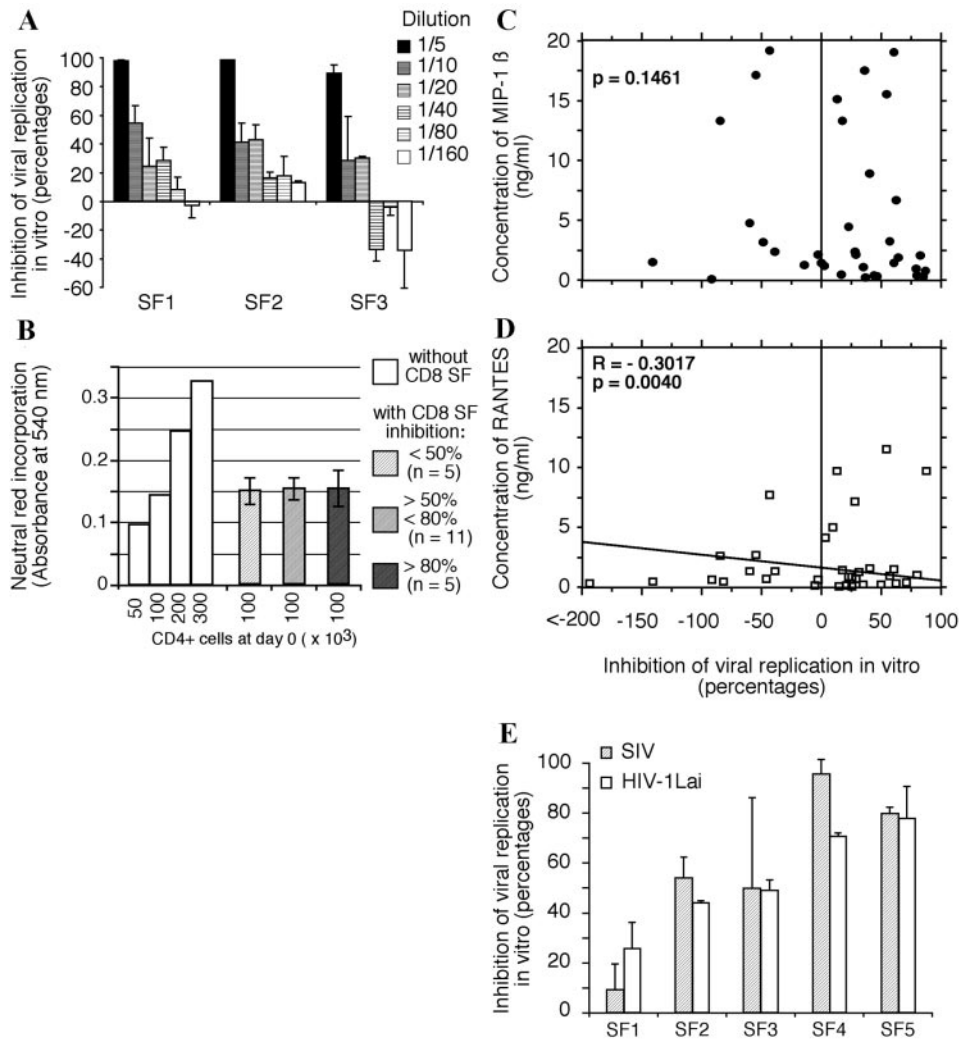 A
Dilution
1/5
1/10
1/20
1/40
1/80
1/160
Inhibition of viral replication
in vitro (percentages)
100
80
60
40
20
0
-20
-40
-60
SF1
SF2
SF3
B
Neutral red incorporation
(Absorbance at 540 nm)
0.3
0.2
0.1
0
50
100
200
300
100
100
100
CD4+ cells at day 0 ( x 10³)
without
CD8 SF
with CD8 SF
inhibition:
< 50%
(n = 5)
> 50%
< 80%
(n = 11)
> 80%
(n = 5)
C
Concentration of MIP-1 ß
(ng/ml)
20
15
10
5
0
p = 0.1461
D
Concentration of RANTES
(ng/ml)
20
15
10
5
0
R = - 0.3017
p = 0.0040
<-200
-150
-100
-50
0
50
100
Inhibition of viral replication in vitro
(percentages)
E
SIV
HIV-1Lai
Inhibition of viral replication
in vitro (percentages)
100
80
60
40
20
0
SF1
SF2
SF3
SF4
SF5